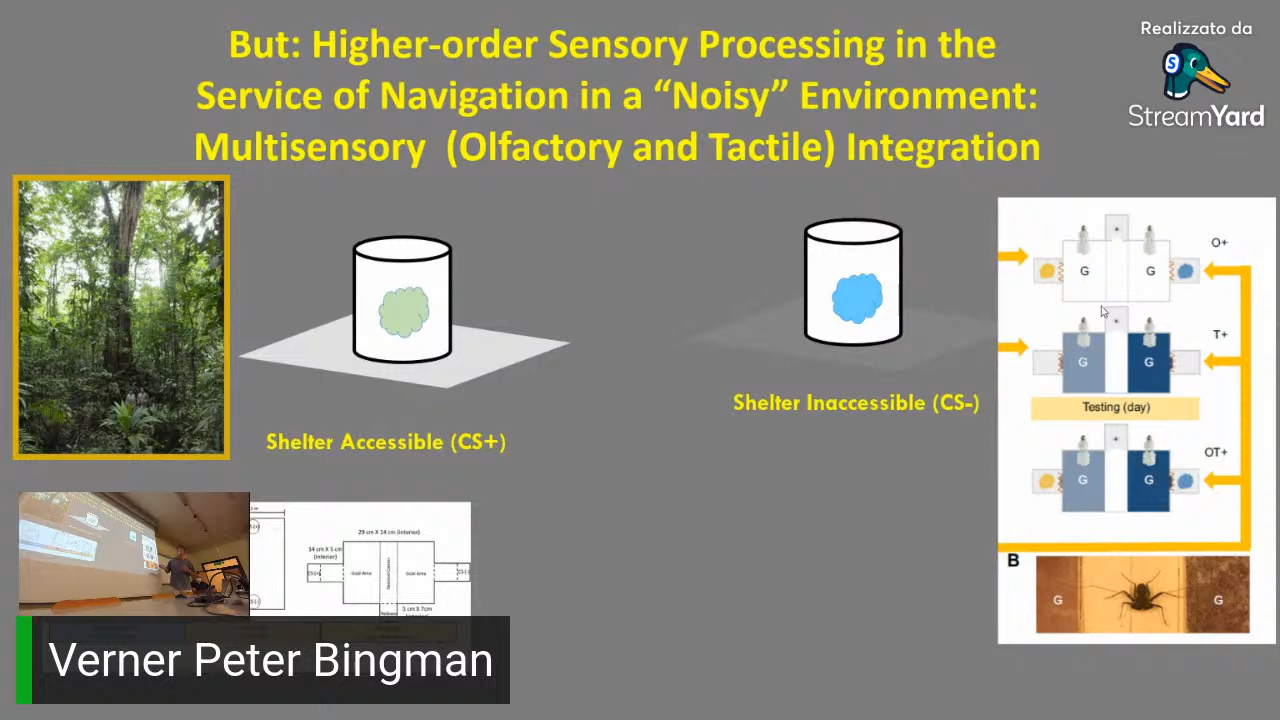 But: Higher-order Sensory Processing in the
Service of Navigation in a “Noisy” Environment:
Multisensory (Olfactory and Tactile) Integration
Realizzato da
StreamYard
Shelter Accessible (CS+)
Shelter Inaccessible (CS-)
O+
G
G
T+
G
G
Testing (day)
OT+
G
G
B
G
G
29 cm X 14 cm (interior)
14 cm X 5 cm
(interior)
Goal Area
Goal Area
3 cm X 7cm
Verner Peter Bingman